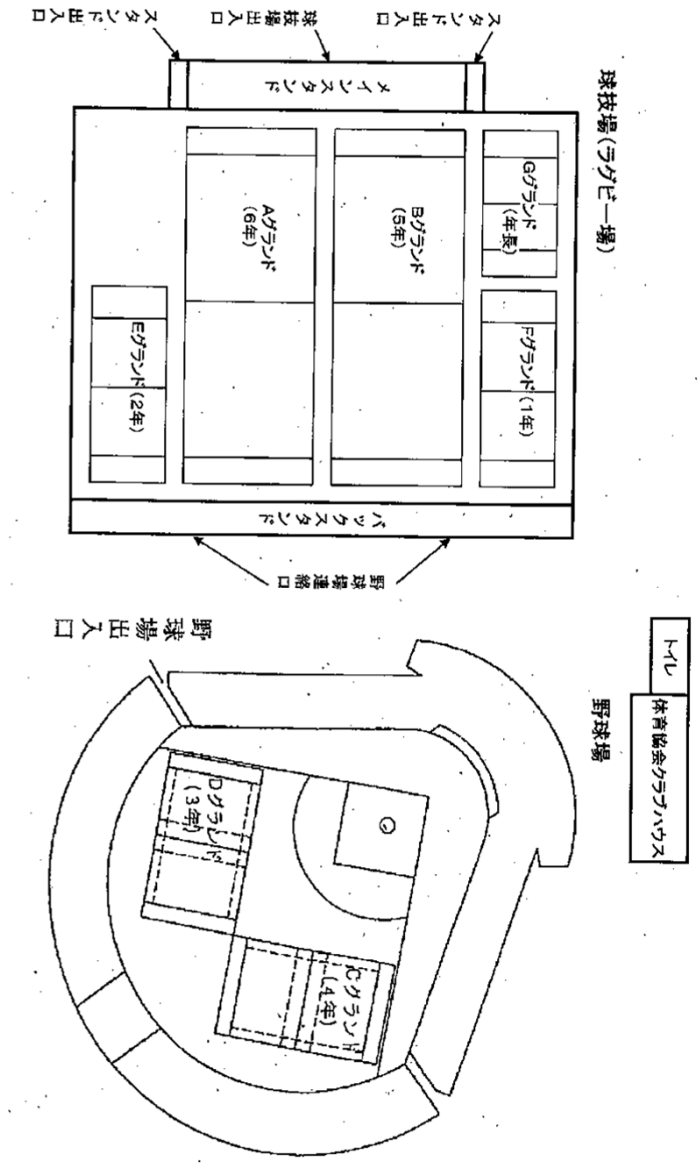 スタンド出入口
球技場出入口
スタンド出入口
メインスタンド
球技場(ラグビー場)
Gグランド
(年長)
Bグランド
(5年)
Aグランド
(6年)
Fグランド(1年)
Eグランド(2年)
バックスタンド
野球場連絡口
野球場出入口
トイレ
体育協会クラブハウス
野球場
Dグランド
(3年)
Cグランド
(4年)